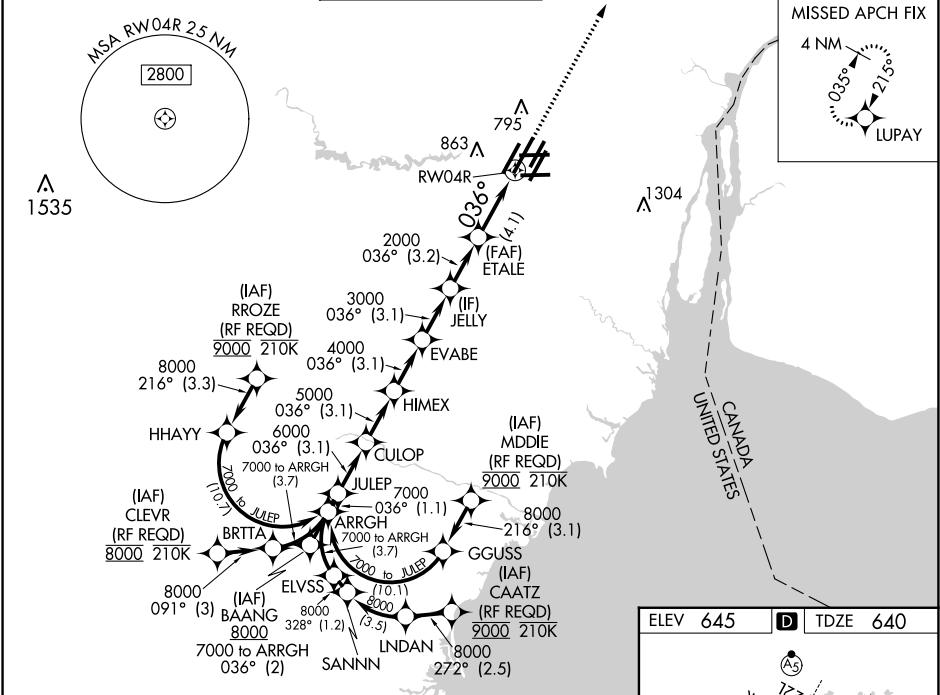 MSA RW04R 25 NM
2800
MISSED APCH FIX
4 NM
035°
215°
LUPAY
1535
795
863
RW04R
1304
036°
(4.1)
(FAF)
ETALE
2000
036° (3.2)
(IF)
JELLY
3000
036° (3.1)
EVABE
4000
036° (3.1)
HIMEX
5000
036° (3.1)
CULOP
6000
036° (3.1)
JULEP
7000
036° (1.1)
ARRGH
(IAF)
RROZE
(RF REQD)
9000 210K
8000
216° (3.3)
HHAYY
7000 to JULEP
(10.7)
7000 to ARRGH
(3.7)
(IAF)
CLEVR
(RF REQD)
8000 210K
BRTTA
8000
091° (3)
(IAF)
BAANG
8000
7000 to ARRGH
036° (2)
ELVSS
8000
328° (1.2)
SANNN
7000 to ARRGH
(3.7)
7000 to JULEP
(10.1)
(IAF)
MDDIE
(RF REQD)
9000 210K
8000
216° (3.1)
GGUSS
(IAF)
CAATZ
(RF REQD)
9000 210K
8000
(3.5)
LNDAN
8000
272° (2.5)
CANADA
UNITED STATES
ELEV 645 D TDZE 640
A5